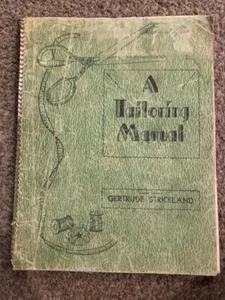 A
Tailoring
Manual
GERTRUDE STRICKLAND